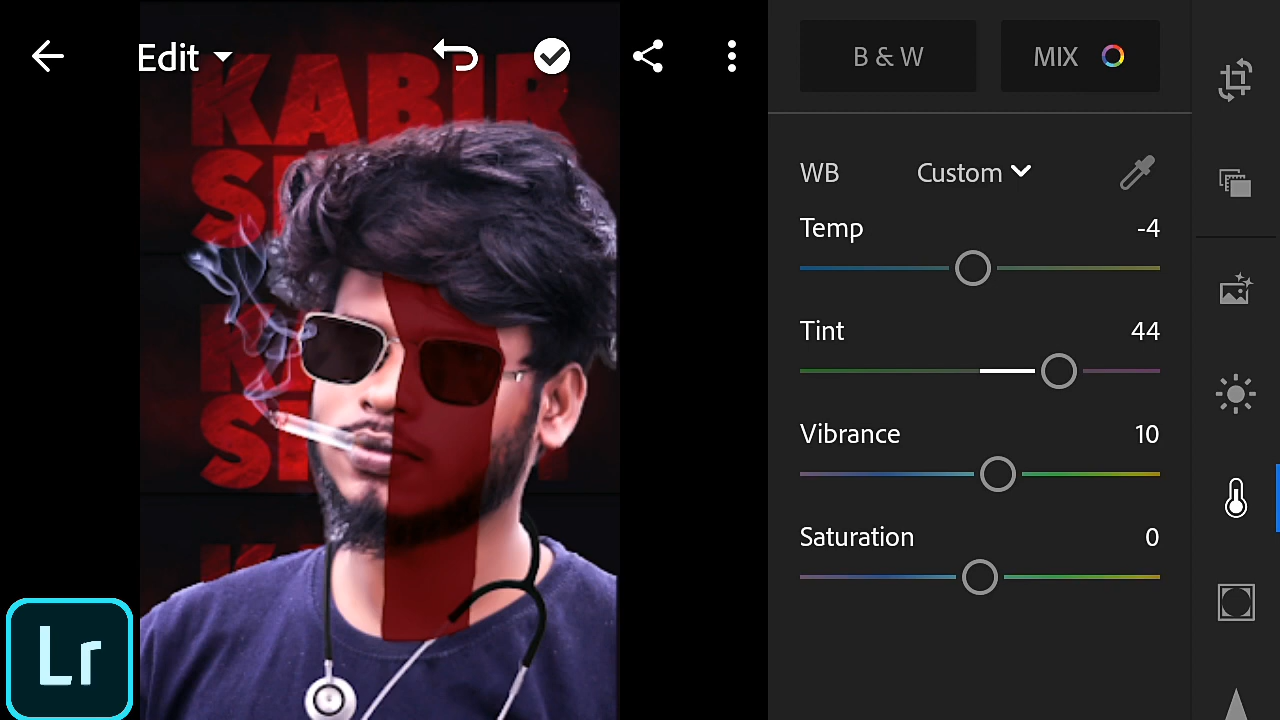 Edit
B & W
MIX
KABIR
WB
Custom
Temp
-4
Tint
44
Vibrance
10
Saturation
0
Lr